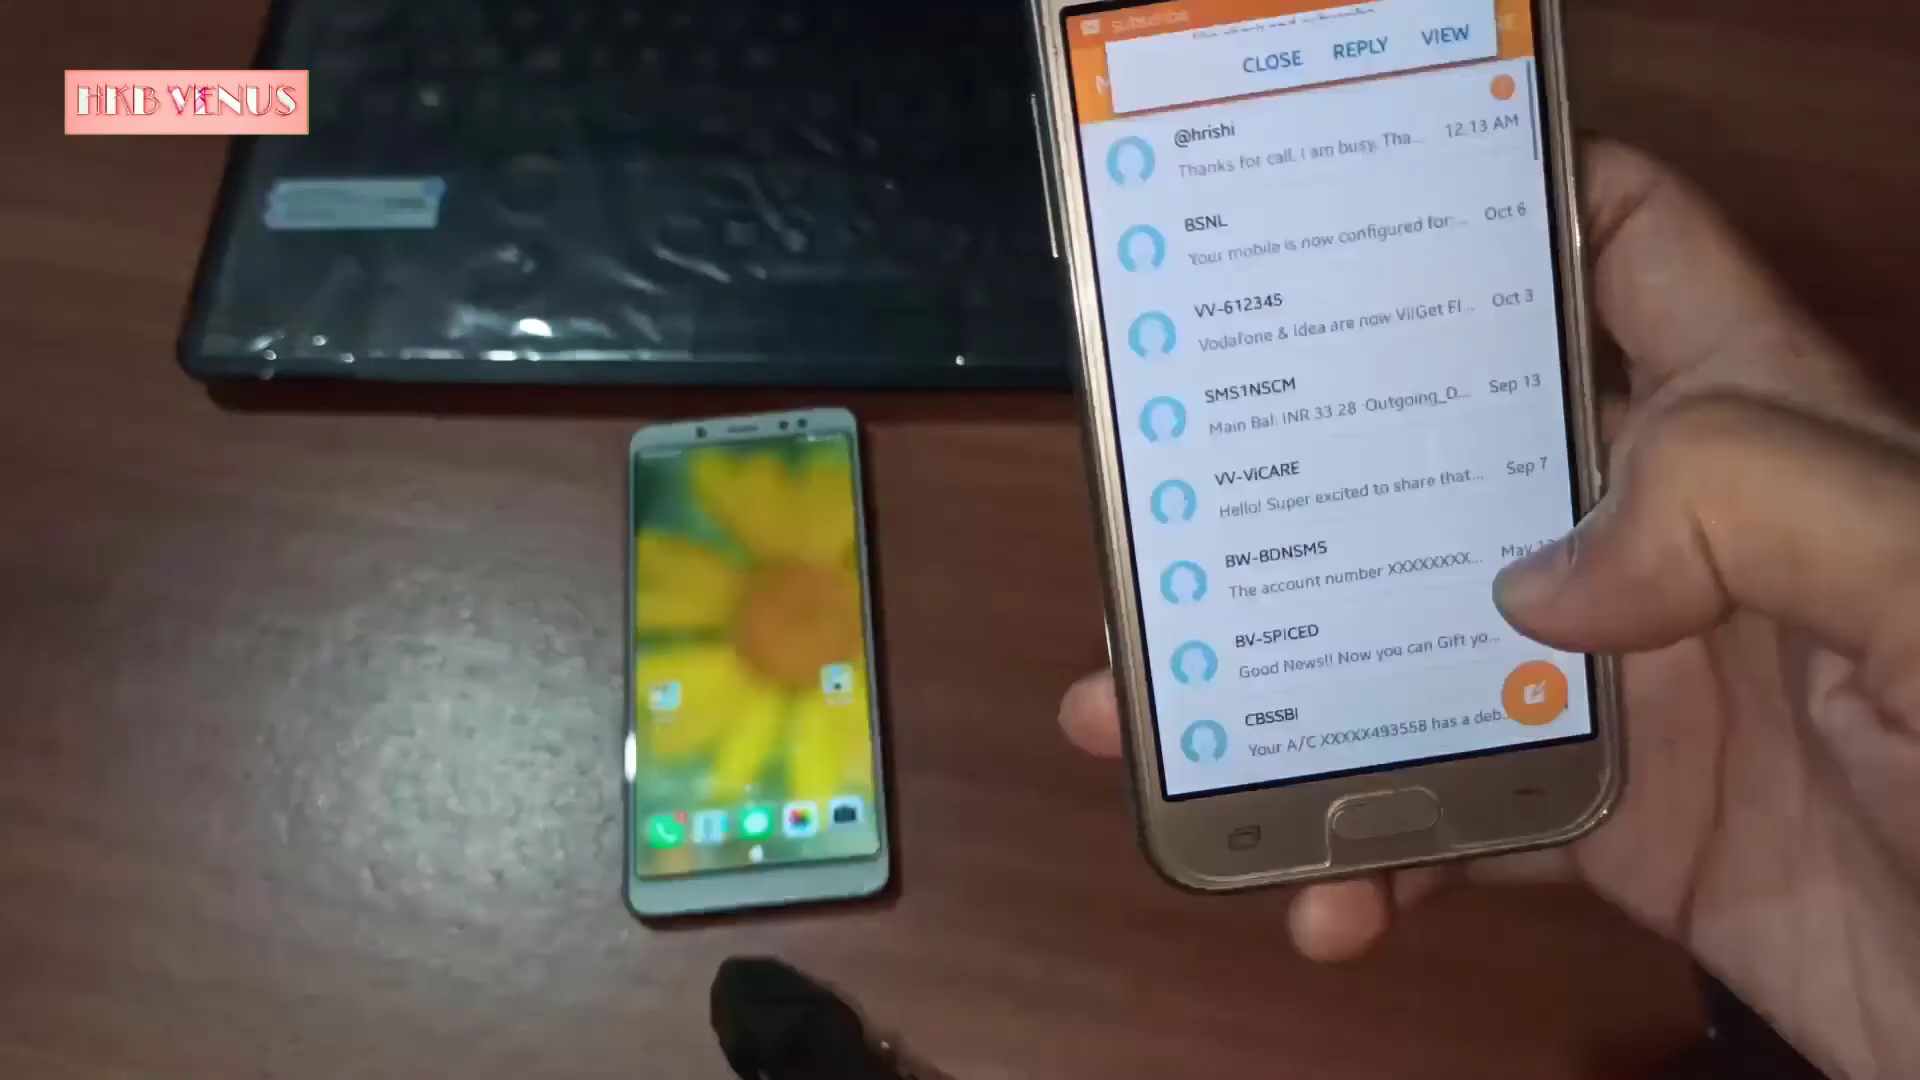 HKB VENUS
subscribe
CLOSE REPLY VIEW
@hrishi
12.13 AM
Thanks for call. I am busy. Tha...
BSNL
Oct 6
Your mobile is now configured for...
VV-612345
Oct 3
Vodafone & Idea are now Vi!Get El...
SMS1NSCM
Sep 13
Main Bal: INR 33 28 Outgoing_D...
VV-ViCARE
Sep 7
Hello! Super excited to share that...
BW-BDNSMS
May
The account number XXXXXXXX...
BV-SPICED
Good News!! Now you can Gift yo...
CBSSBI
Your A/C XXXXX493558 has a deb...